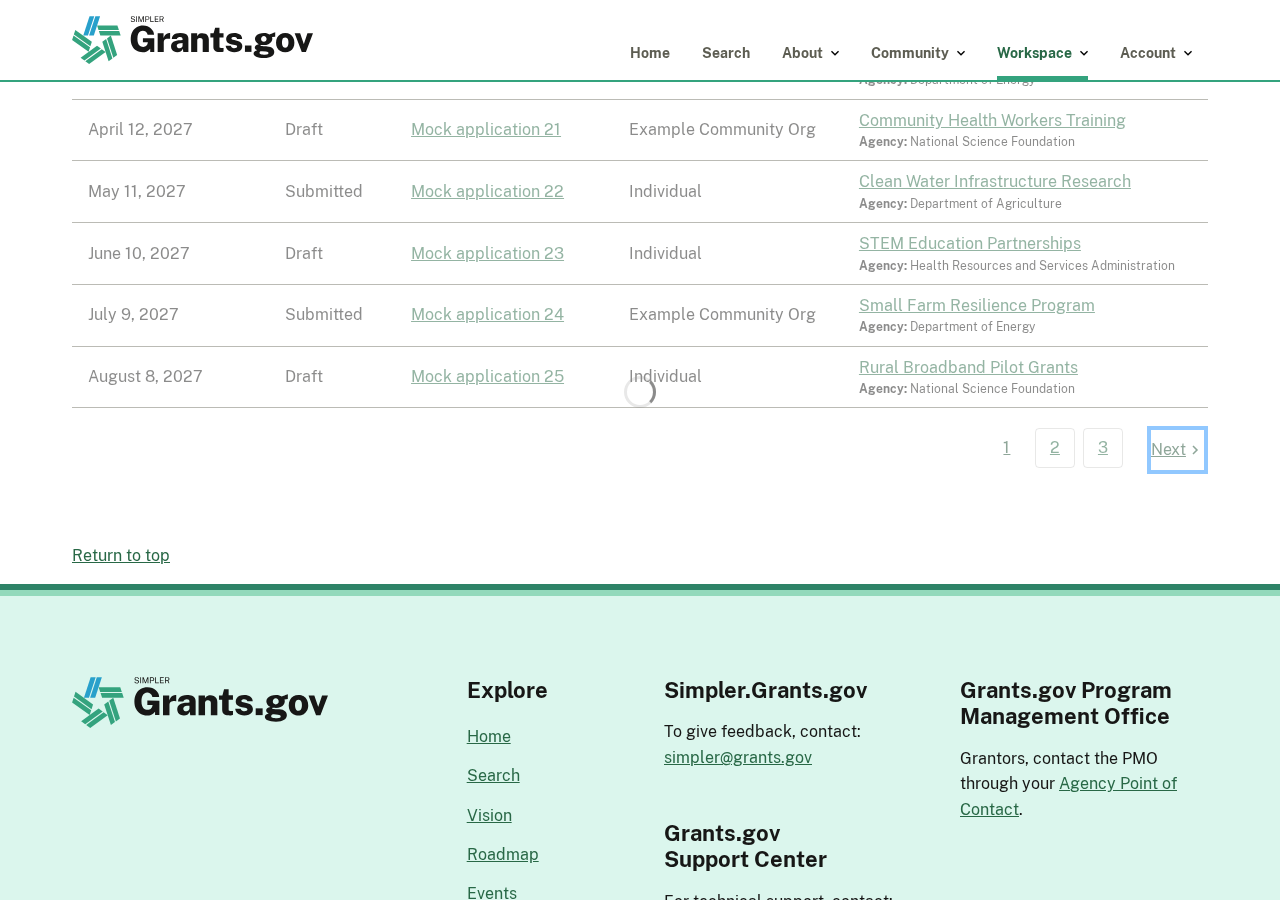 SIMPLER
Grants.gov
Home
Search
About
Community
Workspace
Account
Agency: Department of Energy
April 12, 2027
Draft
Mock application 21
Example Community Org
Community Health Workers Training
Agency: National Science Foundation
May 11, 2027
Submitted
Mock application 22
Individual
Clean Water Infrastructure Research
Agency: Department of Agriculture
June 10, 2027
Draft
Mock application 23
Individual
STEM Education Partnerships
Agency: Health Resources and Services Administration
July 9, 2027
Submitted
Mock application 24
Example Community Org
Small Farm Resilience Program
Agency: Department of Energy
August 8, 2027
Draft
Mock application 25
Individual
Rural Broadband Pilot Grants
Agency: National Science Foundation
1
2
3
Next
Return to top
SIMPLER
Grants.gov
Explore
Home
Search
Vision
Roadmap
Events
Simpler.Grants.gov
To give feedback, contact:
simpler@grants.gov
Grants.gov
Support Center
For technical support, contact:
Grants.gov Program
Management Office
Grantors, contact the PMO
through your Agency Point of
Contact.